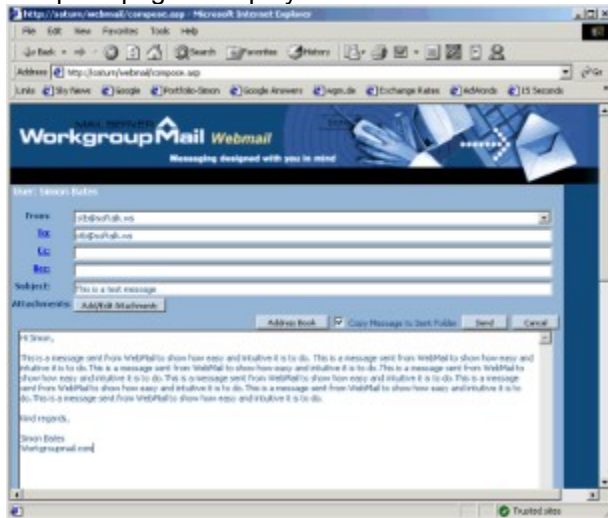 http://saturn/webmail/compose.asp - Microsoft Internet Explorer
File Edit View Favorites Tools Help
Back Search Favorites History
Address http://saturn/webmail/compose.asp Go
Links Sky News Google Portfolio-Simon Google Answers Exchange Rates AdWords 15 Seconds
MAIL SERVER
WorkgroupMail Webmail
Messaging designed with you in mind
User: Simon Bates
From: stb@softalk.ws
To: stb@softalk.ws
Cc:
Bcc:
Subject: This is a test message
Attachments: Add/Edit Attachments
Address Book Copy Message to Sent Folder Send Cancel
Hi Simon,
This is a message sent from WebMail to show how easy and intuitive it is to do. This is a message sent from WebMail to show how easy and
intuitive it is to do. This is a message sent from WebMail to show how easy and intuitive it is to do. This is a message sent from WebMail to
show how easy and intuitive it is to do. This is a message sent from WebMail to show how easy and intuitive it is to do. This is a message
sent from WebMail to show how easy and intuitive it is to do. This is a message sent from WebMail to show how easy and intuitive it is to
do. This is a message sent from WebMail to show how easy and intuitive it is to do.
Kind regards,
Simon Bates
Workgroupmail.com
Trusted sites